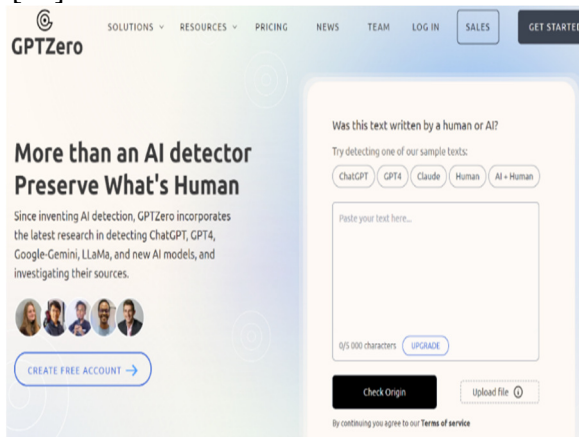 GPTZero
SOLUTIONS RESOURCES PRICING NEWS TEAM LOG IN SALES GET STARTED
More than an AI detector
Preserve What's Human
Since inventing AI detection, GPTZero incorporates
the latest research in detecting ChatGPT, GPT4,
Google-Gemini, LLaMa, and new AI models, and
investigating their sources.
CREATE FREE ACCOUNT →
Was this text written by a human or AI?
Try detecting one of our sample texts:
ChatGPT GPT4 Claude Human AI + Human
Paste your text here...
0/5 000 characters UPGRADE
Check Origin Upload file
By continuing you agree to our Terms of service